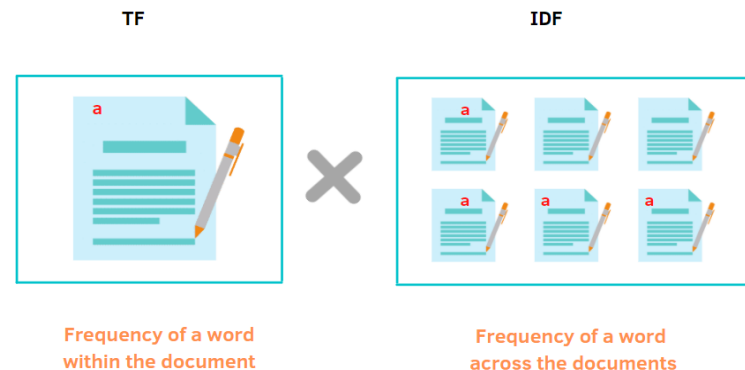 TF
IDF
a
a
a
a
a
Frequency of a word
within the document
Frequency of a word
across the documents